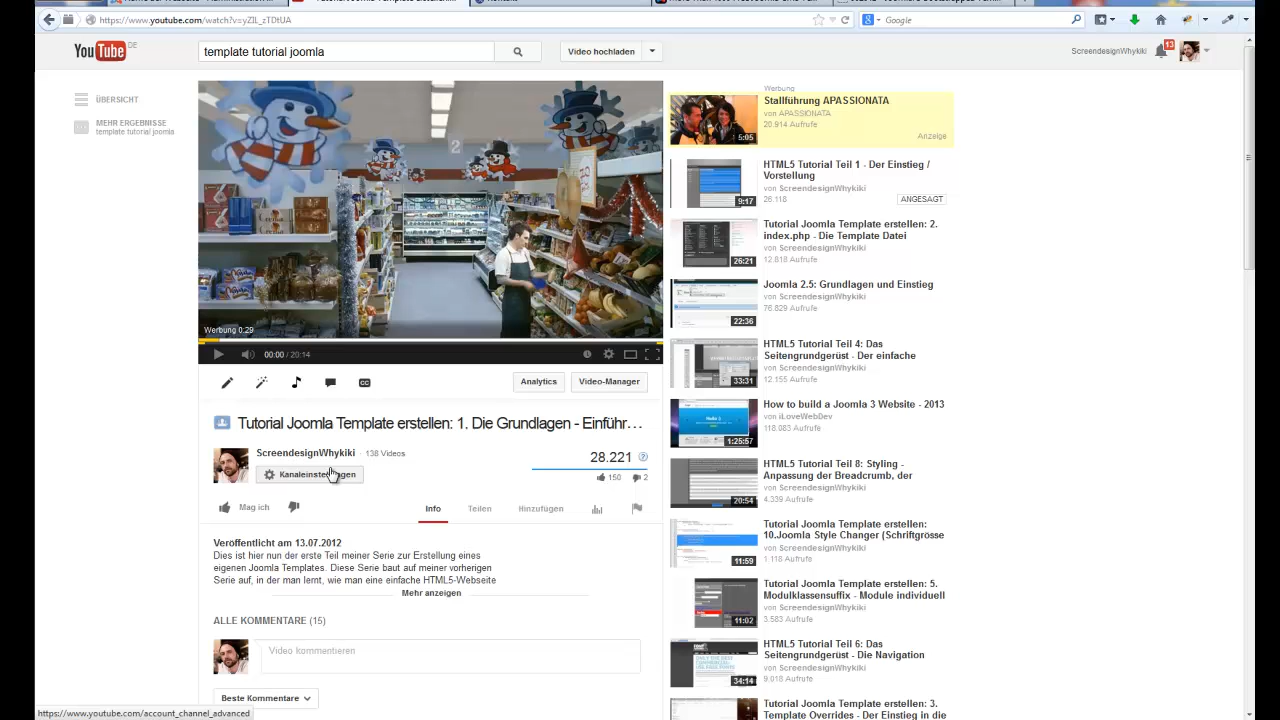 https://www.youtube.com/watch?v=yZIL_zTDtUA
Google
YouTube DE
template tutorial joomla
Video hochladen
ScreendesignWhykiki
13
ÜBERSICHT
MEHR ERGEBNISSE
template tutorial joomla
2
Werbung 0:29
00:00 / 20:14
Analytics
Video-Manager
Tutorial Joomla Template erstellen: 1. Die Grundlagen - Einführ...
ScreendesignWhykiki · 138 Videos
Kanaleinstellungen
28.221
150
2
Mag ich
Info
Teilen
Hinzufügen
Veröffentlicht am 13.07.2012
Dies ist hier nun der erste Teil meiner Serie zur Erstellung eines
eigenen Joomla Templates. Diese Serie baut auf meiner vorherigen
Serie auf, in der man lernt, wie man eine einfache HTML5-Webseite
Mehr anzeigen
ALLE KOMMENTARE (15)
Video kommentieren
Beste Kommentare
https://www.youtube.com/account_channel_advanced
Werbung
Stallführung APASSIONATA
von APASSIONATA
20.914 Aufrufe
Anzeige
5:05
HTML5 Tutorial Teil 1 - Der Einstieg /
Vorstellung
von ScreendesignWhykiki
26.118
ANGESAGT
9:17
Tutorial Joomla Template erstellen: 2.
index.php - Die Template Datei
von ScreendesignWhykiki
12.818 Aufrufe
26:21
Joomla 2.5: Grundlagen und Einstieg
von ScreendesignWhykiki
76.829 Aufrufe
22:36
HTML5 Tutorial Teil 4: Das
Seitengrundgerüst - Der einfache
von ScreendesignWhykiki
12.155 Aufrufe
33:31
How to build a Joomla 3 Website - 2013
von iLoveWebDev
118.083 Aufrufe
1:25:57
HTML5 Tutorial Teil 8: Styling -
Anpassung der Breadcrumb, der
von ScreendesignWhykiki
4.339 Aufrufe
20:54
Tutorial Joomla Template erstellen:
10.Joomla Style Changer (Schriftgrösse
von ScreendesignWhykiki
1.118 Aufrufe
11:59
Tutorial Joomla Template erstellen: 5.
Modulklassensuffix - Module individuell
von ScreendesignWhykiki
3.583 Aufrufe
11:02
HTML5 Tutorial Teil 6: Das
Seitengrundgerüst - Die Navigation
von ScreendesignWhykiki
9.018 Aufrufe
34:14
Tutorial Joomla Template erstellen: 3.
Template Overrides - Der Einstieg in die